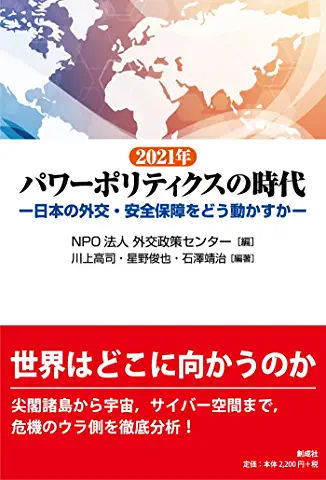 2021年
パワーポリティクスの時代
ー日本の外交・安全保障をどう動かすかー
NPO法人 外交政策センター [編]
川上高司・星野俊也・石澤靖治 [編著]
世界はどこに向かうのか
尖閣諸島から宇宙，サイバー空間まで，
危機のウラ側を徹底分析！
創成社
定価：本体2,200円+税